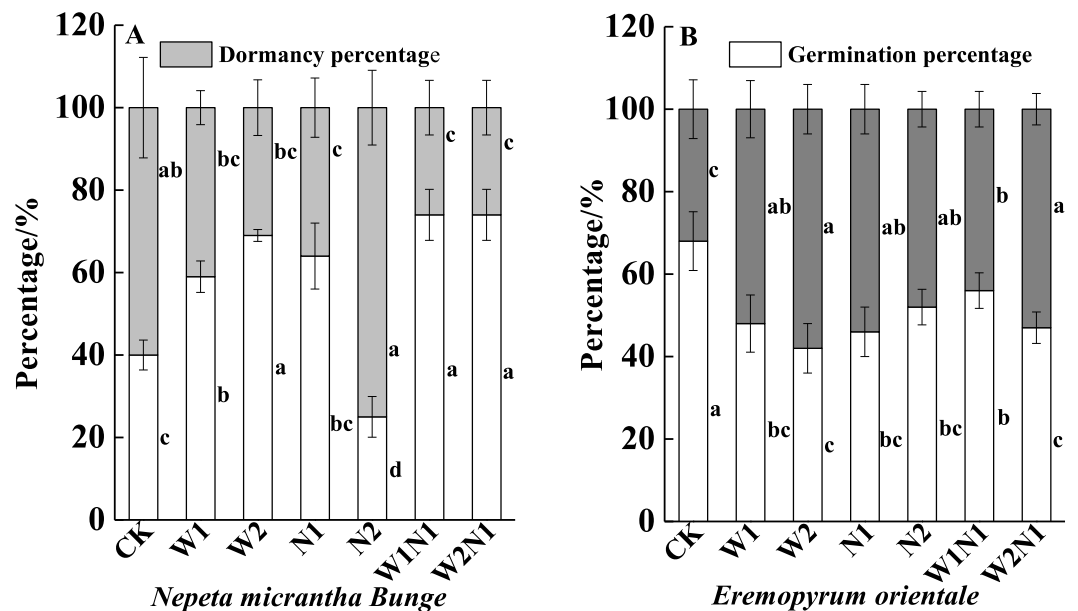 A
Dormancy percentage
Percentage/%
120
100
80
60
40
20
0
ab
bc
bc
c
a
c
c
c
b
a
bc
d
a
a
CK
W1
W2
N1
N2
W1N1
W2N1
Nepeta micrantha Bunge
B
Germination percentage
Percentage/%
120
100
80
60
40
20
0
c
ab
a
ab
ab
b
a
a
bc
c
bc
bc
b
c
CK
W1
W2
N1
N2
W1N1
W2N1
Eremopyrum orientale